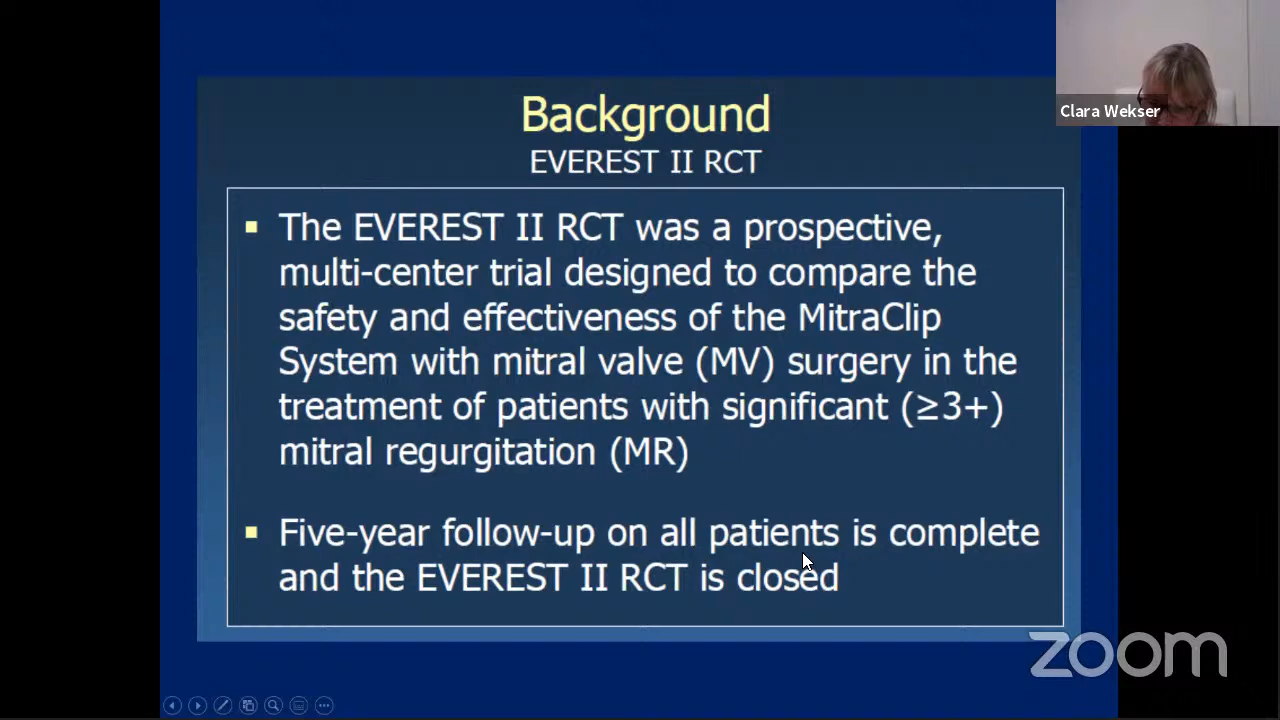 Background
EVEREST II RCT
Clara Wekser
▪ The EVEREST II RCT was a prospective,
multi-center trial designed to compare the
safety and effectiveness of the MitraClip
System with mitral valve (MV) surgery in the
treatment of patients with significant (≥3+)
mitral regurgitation (MR)
▪ Five-year follow-up on all patients is complete
and the EVEREST II RCT is closed
zoom